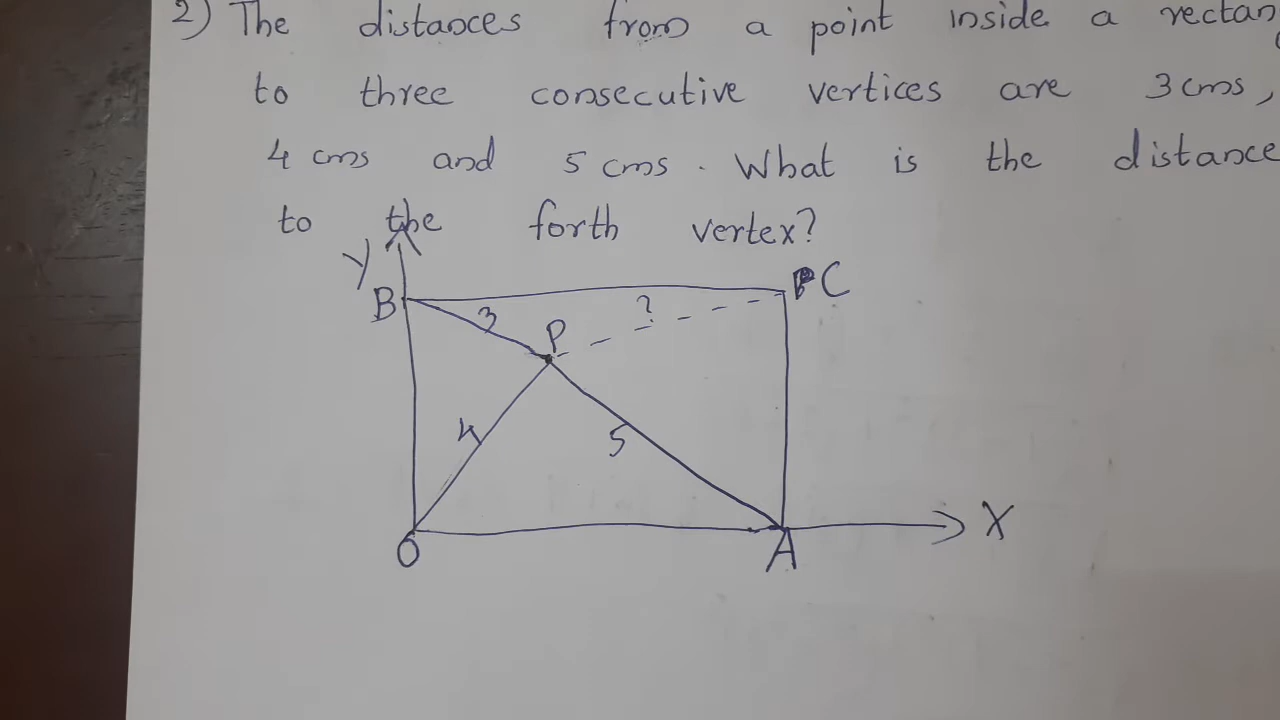 2) The distances from a point inside a rectan
to three consecutive vertices are 3 cms,
4 cms and 5 cms. What is the distance
to the forth vertex?
Y
B 3 P ? C
4 5
O A X